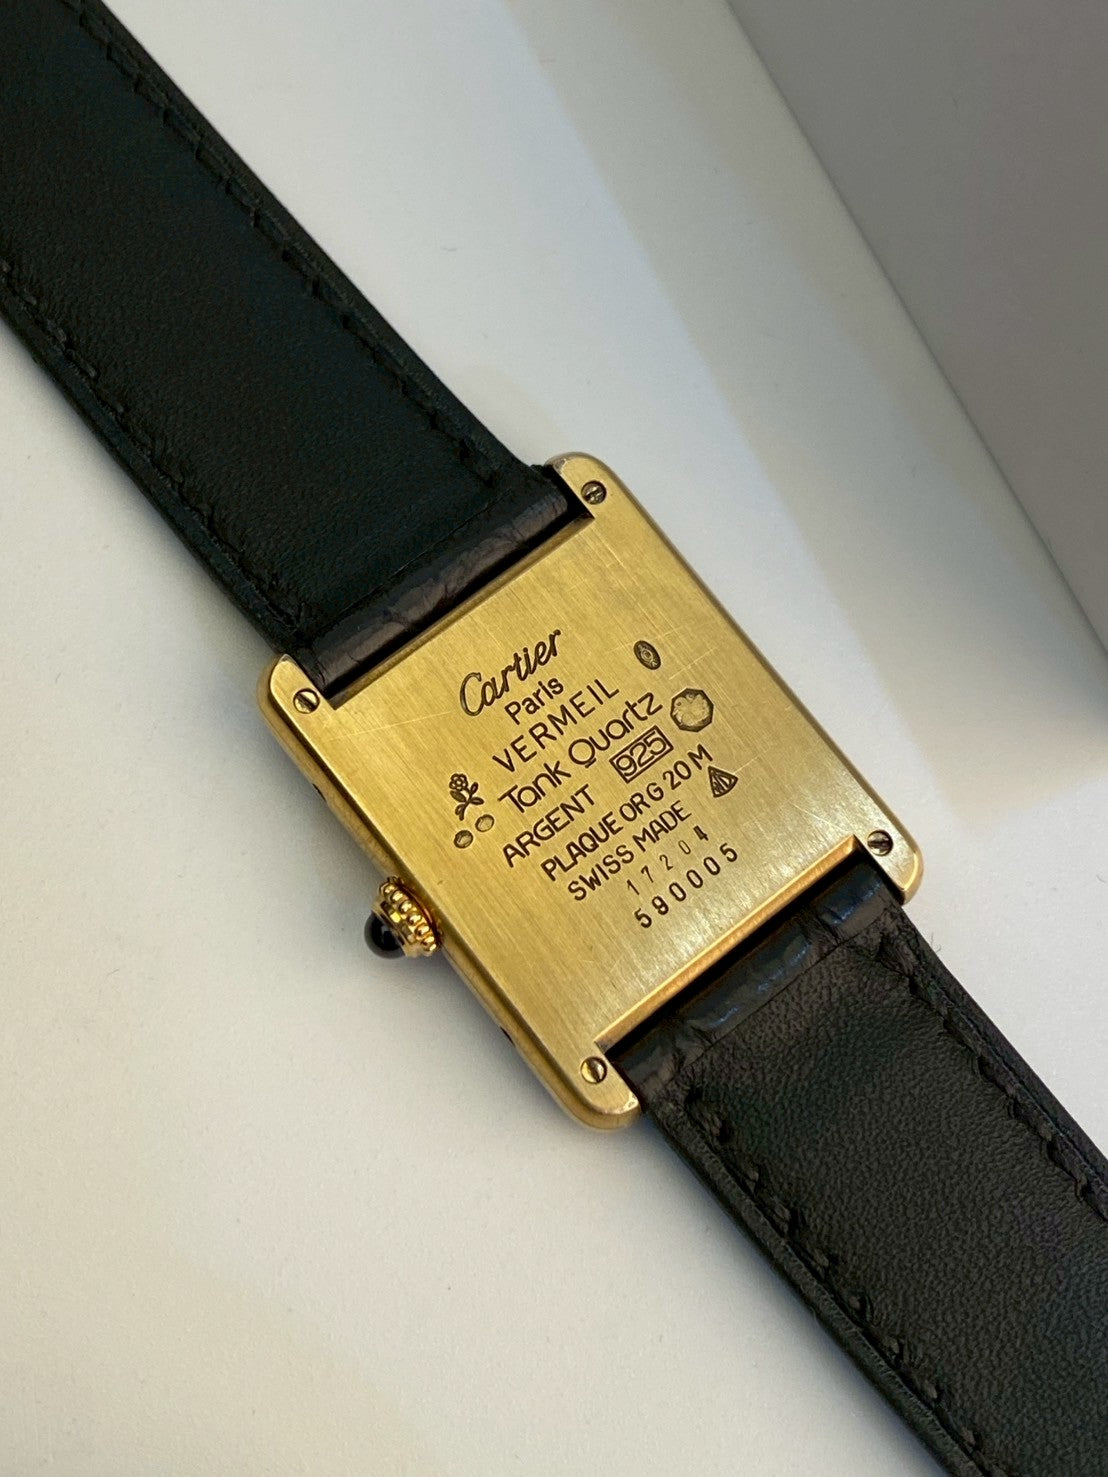 Cartier
Paris
VERMEIL
Tank Quartz
ARGENT 925
PLAQUE OR G 20 M
SWISS MADE
17204
590005